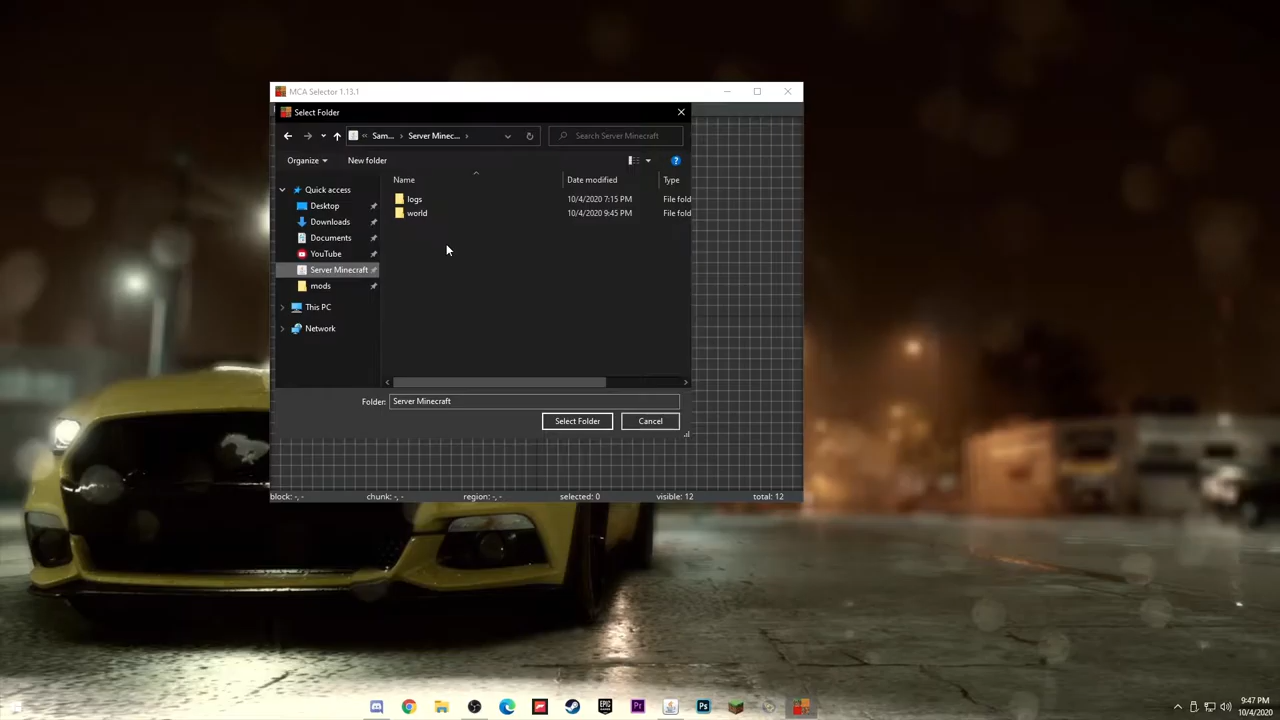 MCA Selector 1.13.1
Select Folder
« Sam... › Server Minec... ›
Search Server Minecraft
Organize
New folder
Name
Date modified
Type
Quick access
Desktop
Downloads
Documents
YouTube
Server Minecraft
mods
This PC
Network
logs
10/4/2020 7:15 PM
File fold
world
10/4/2020 9:45 PM
File fold
Folder:
Server Minecraft
Select Folder
Cancel
block: -, -
chunk: -, -
region: -, -
selected: 0
visible: 12
total: 12
EPIC
Pr
Ps
9:47 PM
10/4/2020